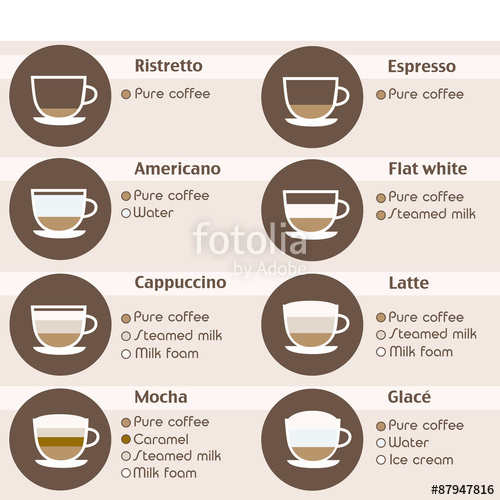 Ristretto
Pure coffee
Espresso
Pure coffee
Americano
Pure coffee
Water
Flat white
Pure coffee
Steamed milk
fotolia
by Adobe
Cappuccino
Pure coffee
Steamed milk
Milk foam
Latte
Pure coffee
Steamed milk
Milk foam
Mocha
Pure coffee
Caramel
Steamed milk
Milk foam
Glacé
Pure coffee
Water
Ice cream
#87947816